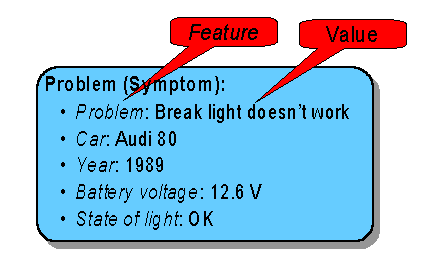 Feature
Value
Problem (Symptom):
• Problem: Break light doesn't work
• Car: Audi 80
• Year: 1989
• Battery voltage: 12.6 V
• State of light: OK